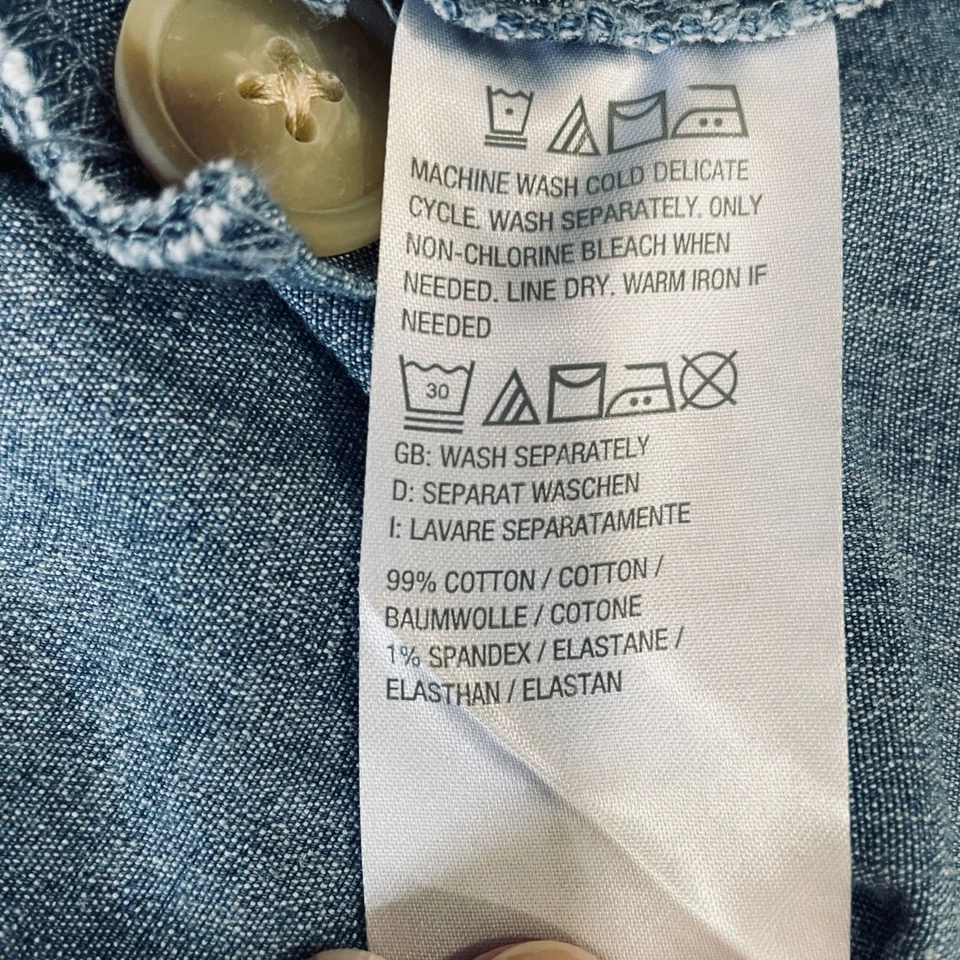 MACHINE WASH COLD DELICATE
CYCLE. WASH SEPARATELY. ONLY
NON-CHLORINE BLEACH WHEN
NEEDED. LINE DRY. WARM IRON IF
NEEDED
30
GB: WASH SEPARATELY
D: SEPARAT WASCHEN
I: LAVARE SEPARATAMENTE
99% COTTON / COTTON /
BAUMWOLLE / COTONE
1% SPANDEX / ELASTANE /
ELASTHAN / ELASTAN